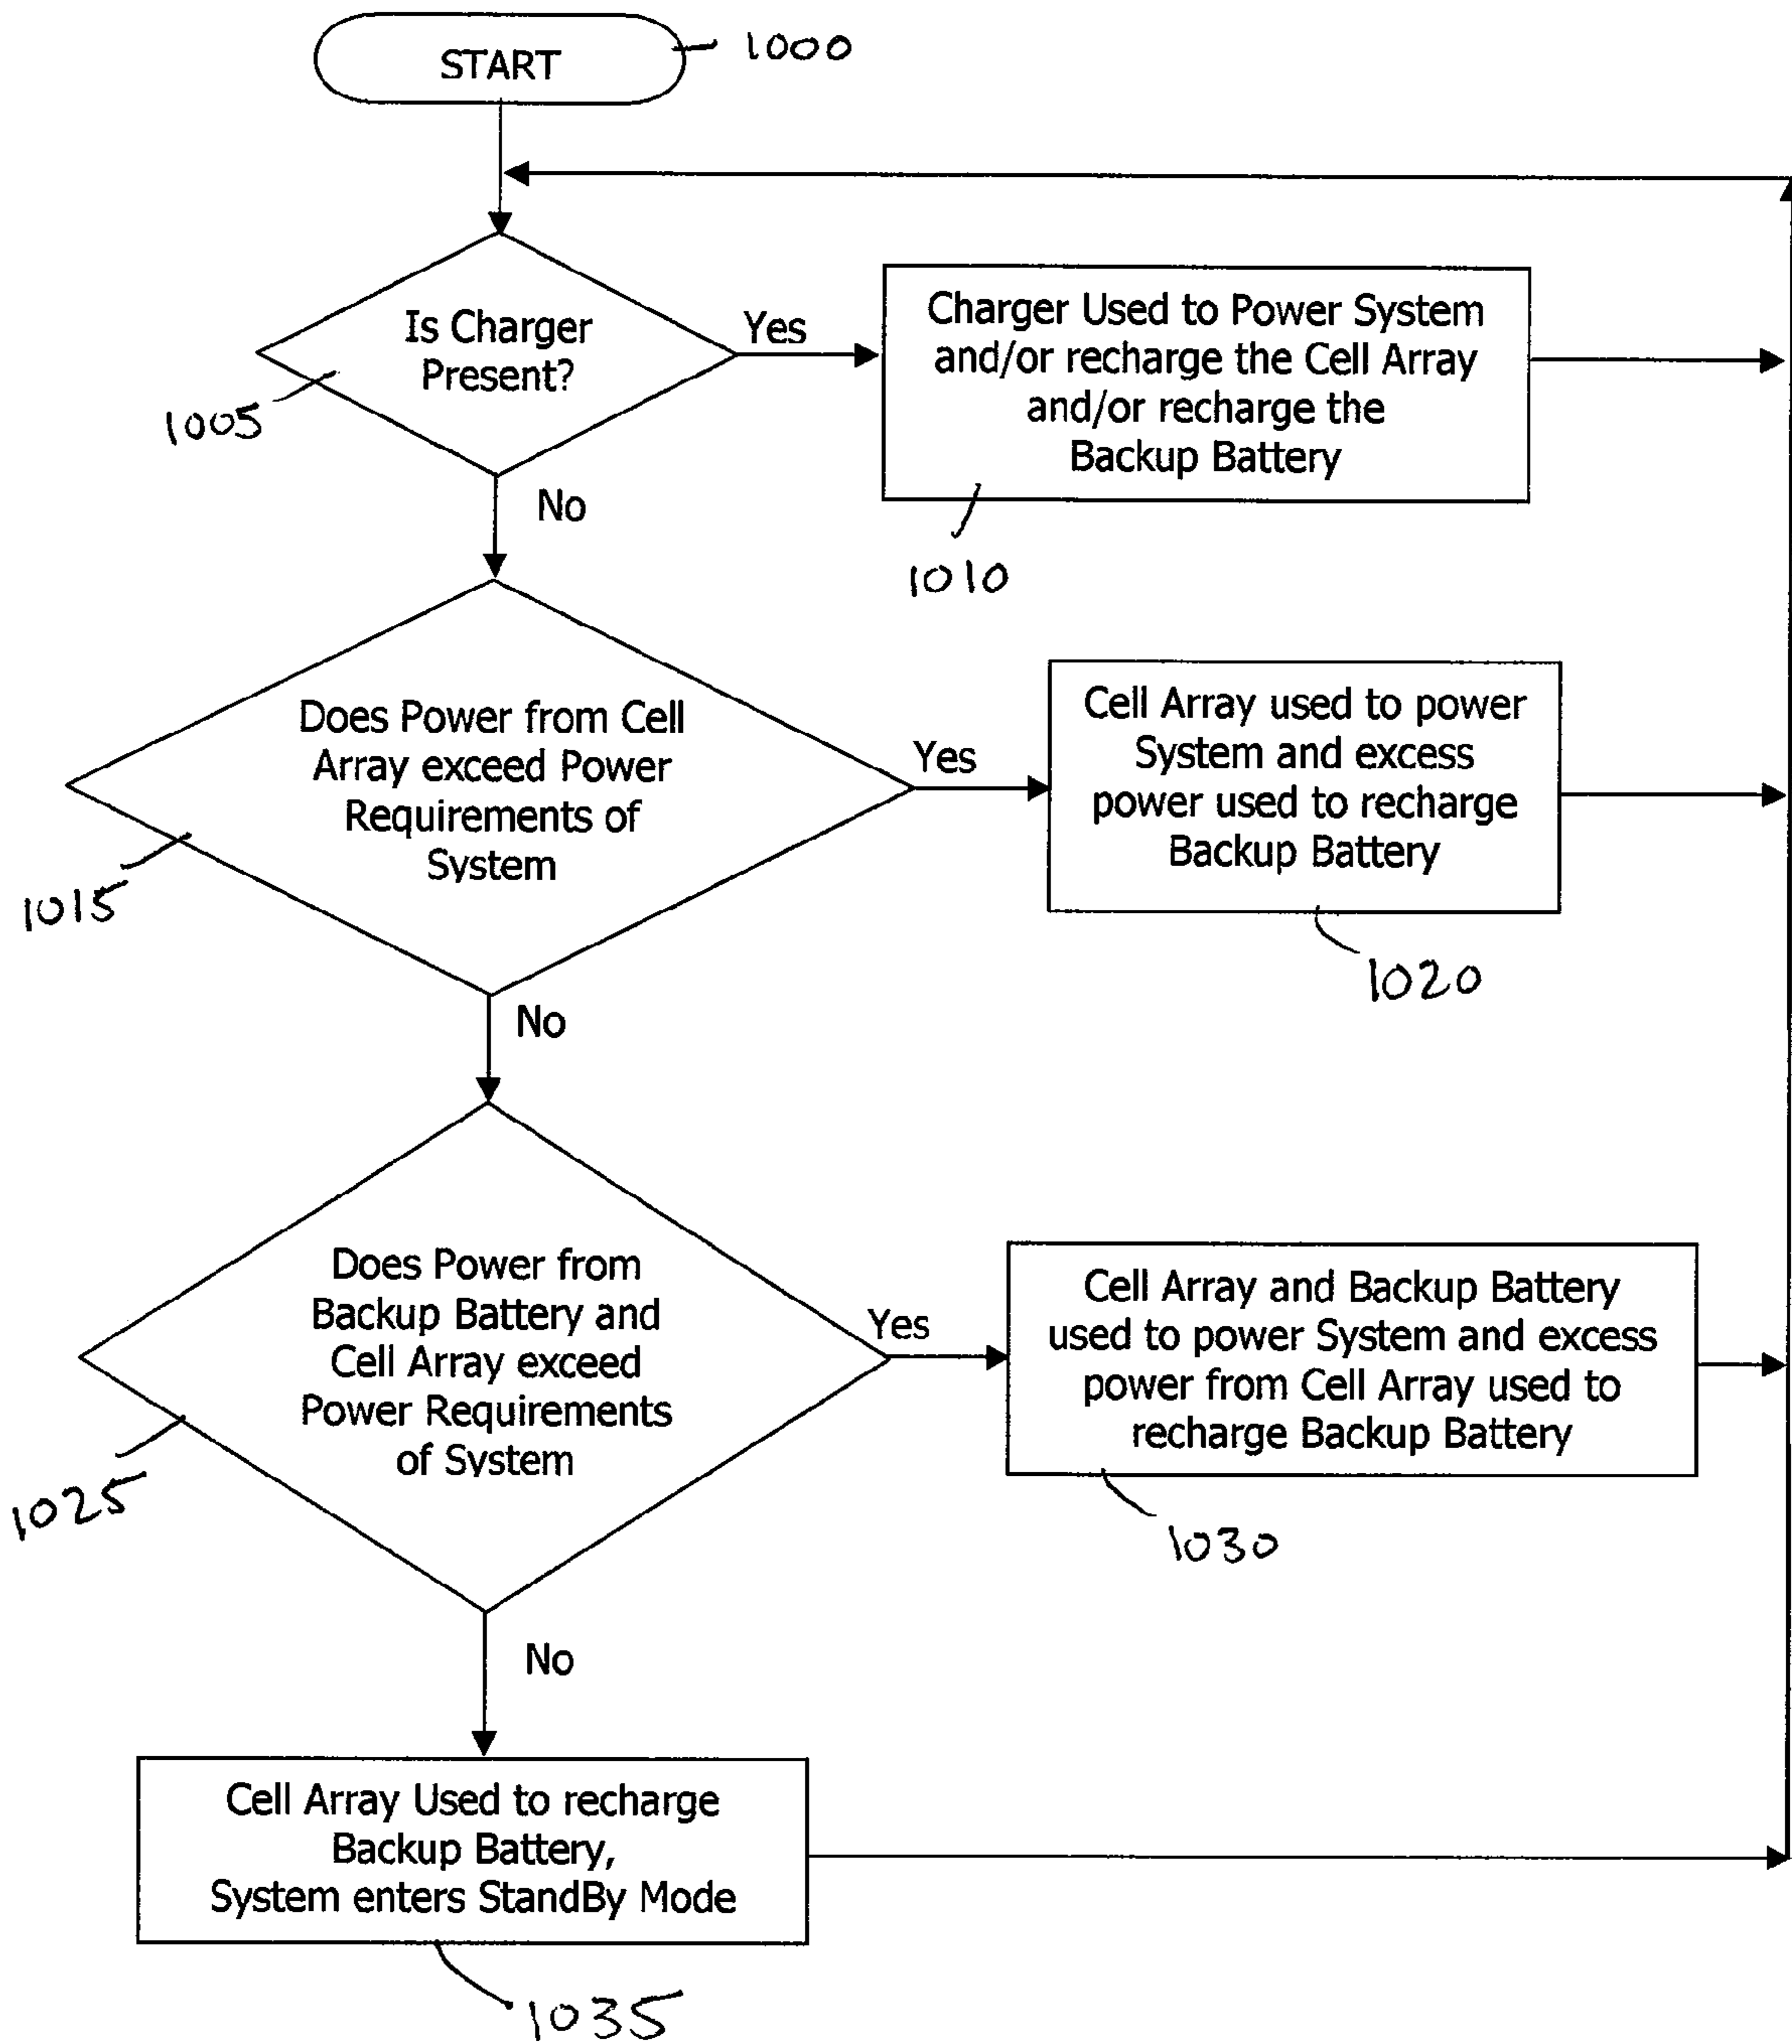 START
1000
Is Charger
Present?
1005
Yes
Charger Used to Power System
and/or recharge the Cell Array
and/or recharge the
Backup Battery
1010
No
Does Power from Cell
Array exceed Power
Requirements of
System
1015
Yes
Cell Array used to power
System and excess
power used to recharge
Backup Battery
1020
No
Does Power from
Backup Battery and
Cell Array exceed
Power Requirements
of System
1025
Yes
Cell Array and Backup Battery
used to power System and excess
power from Cell Array used to
recharge Backup Battery
1030
No
Cell Array Used to recharge
Backup Battery,
System enters StandBy Mode
1035